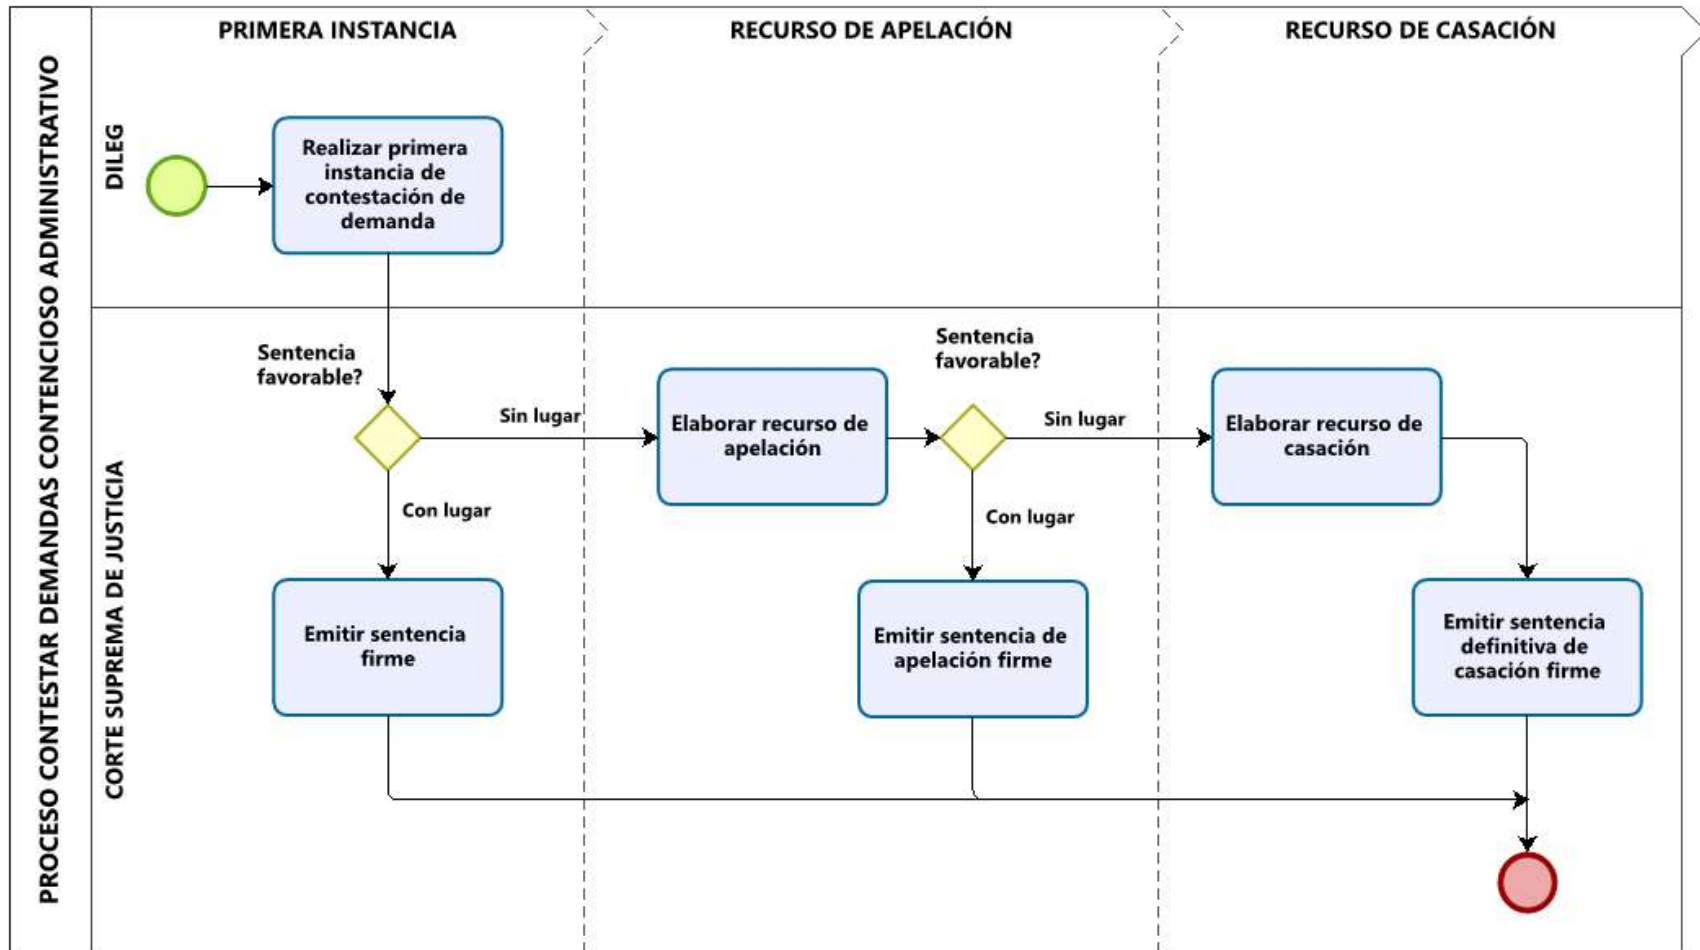 PROCESO CONTESTAR DEMANDAS CONTENCIOSO ADMINISTRATIVO
PRIMERA INSTANCIA
RECURSO DE APELACIÓN
RECURSO DE CASACIÓN
DILEG
Realizar primera
instancia de
contestación de
demanda
CORTE SUPREMA DE JUSTICIA
Sentencia
favorable?
Sin lugar
Con lugar
Emitir sentencia
firme
Elaborar recurso de
apelación
Sentencia
favorable?
Sin lugar
Con lugar
Emitir sentencia de
apelación firme
Elaborar recurso de
casación
Emitir sentencia
definitiva de
casación firme